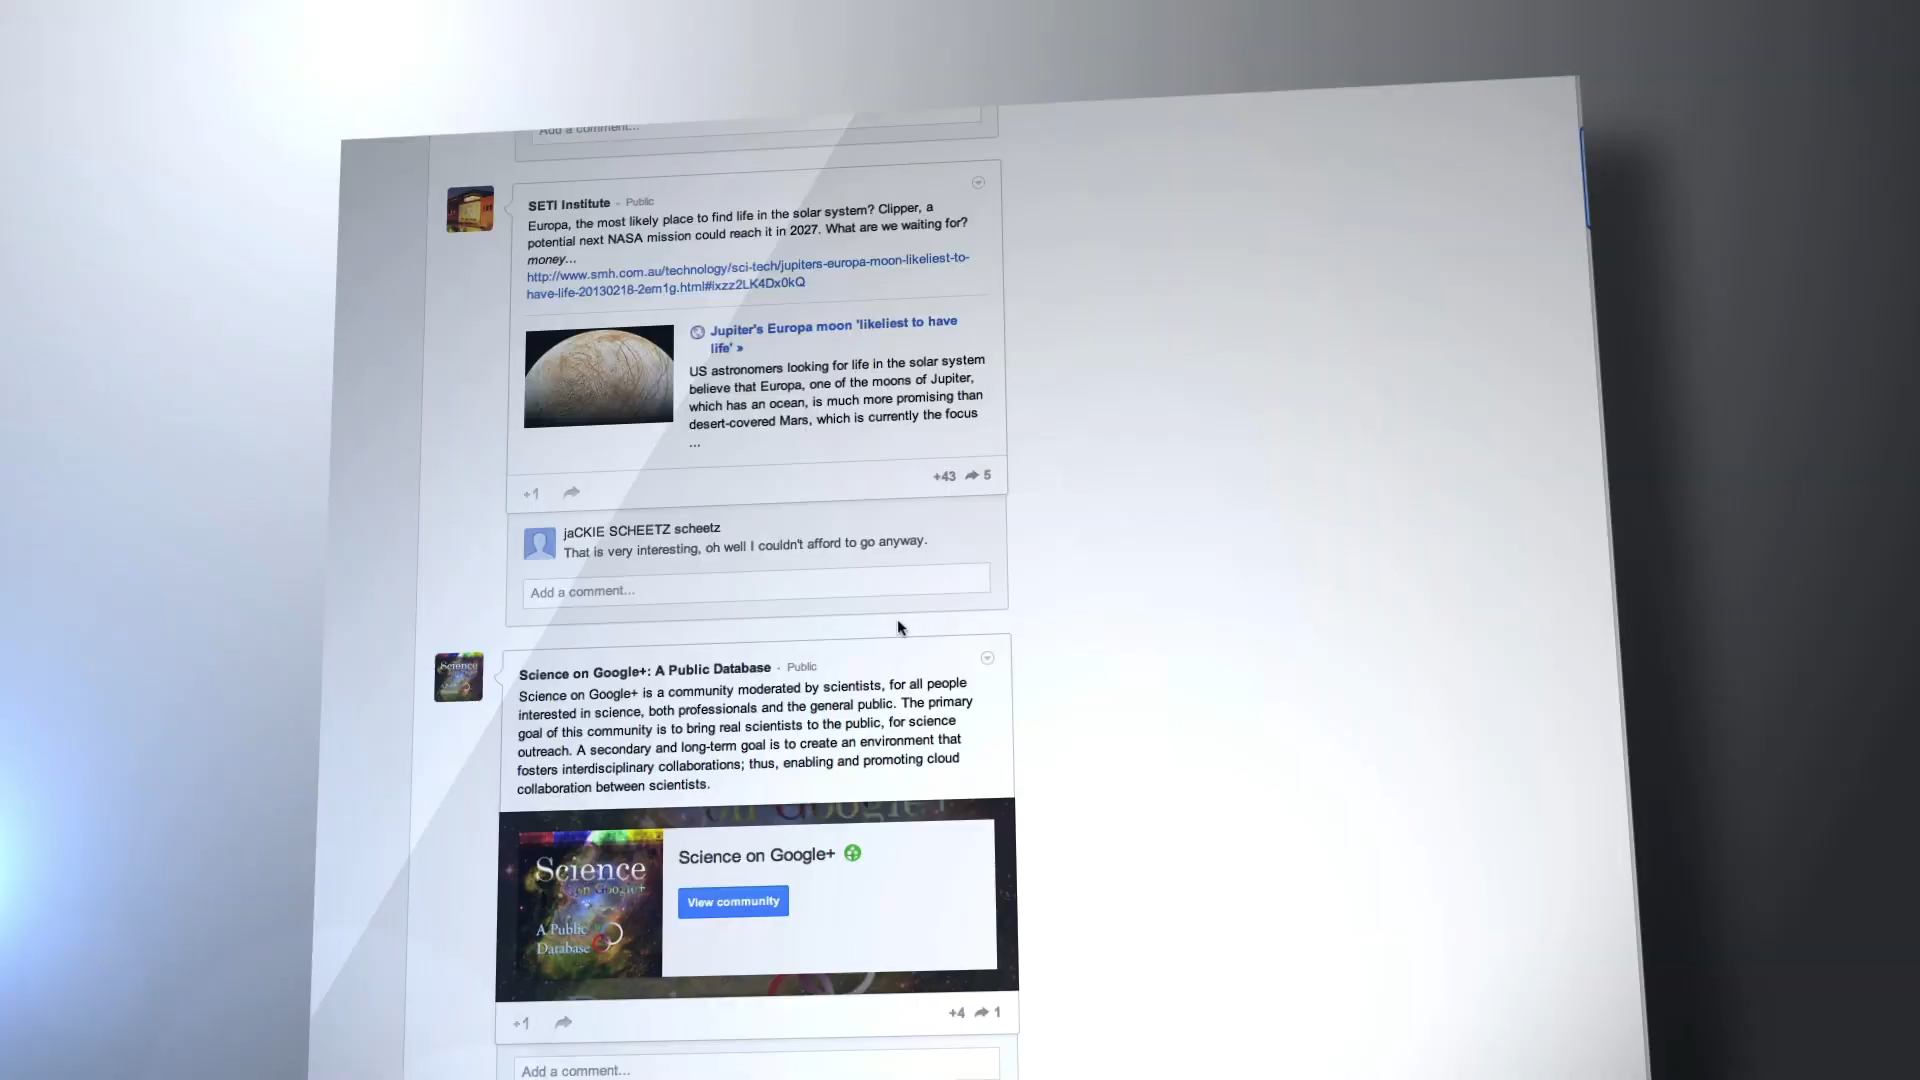 Add a comment...
SETI Institute - Public
Europa, the most likely place to find life in the solar system? Clipper, a
potential next NASA mission could reach it in 2027. What are we waiting for?
money...
http://www.smh.com.au/technology/sci-tech/jupiters-europa-moon-likeliest-to-
have-life-20130218-2em1g.html#ixzz2LK4Dx0kQ
Jupiter's Europa moon 'likeliest to have
life' »
US astronomers looking for life in the solar system
believe that Europa, one of the moons of Jupiter,
which has an ocean, is much more promising than
desert-covered Mars, which is currently the focus
...
+1
+43 5
jaCKIE SCHEETZ scheetz
That is very interesting, oh well I couldn't afford to go anyway.
Add a comment...
Science on Google+: A Public Database - Public
Science on Google+ is a community moderated by scientists, for all people
interested in science, both professionals and the general public. The primary
goal of this community is to bring real scientists to the public, for science
outreach. A secondary and long-term goal is to create an environment that
fosters interdisciplinary collaborations; thus, enabling and promoting cloud
collaboration between scientists.
on Google+
Science
on Google+
A Public
Database
Science on Google+
View community
+1
+4 1
Add a comment...